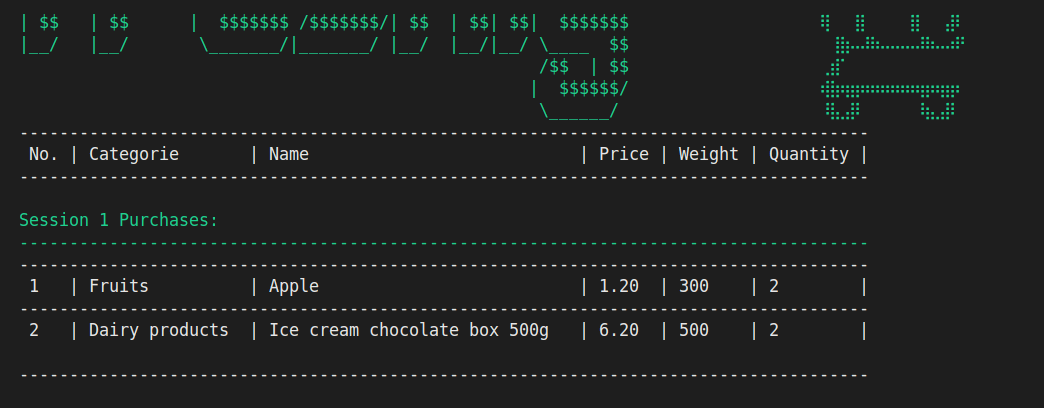 | $$   | $$      |  $$$$$$$ /$$$$$$$/| $$  | $$| $$|  $$$$$$$
|__/   |__/       \_______/|_______/ |__/  |__/|__/ \____  $$
                                                    /$$  | $$
                                                   |  $$$$$$/
                                                    \______/
-------------------------------------------------------------------------------------
 No. | Categorie       | Name                           | Price | Weight | Quantity |
-------------------------------------------------------------------------------------
Session 1 Purchases:
-------------------------------------------------------------------------------------
-------------------------------------------------------------------------------------
 1   | Fruits          | Apple                          | 1.20  | 300    | 2        |
-------------------------------------------------------------------------------------
 2   | Dairy products  | Ice cream chocolate box 500g   | 6.20  | 500    | 2        |
-------------------------------------------------------------------------------------